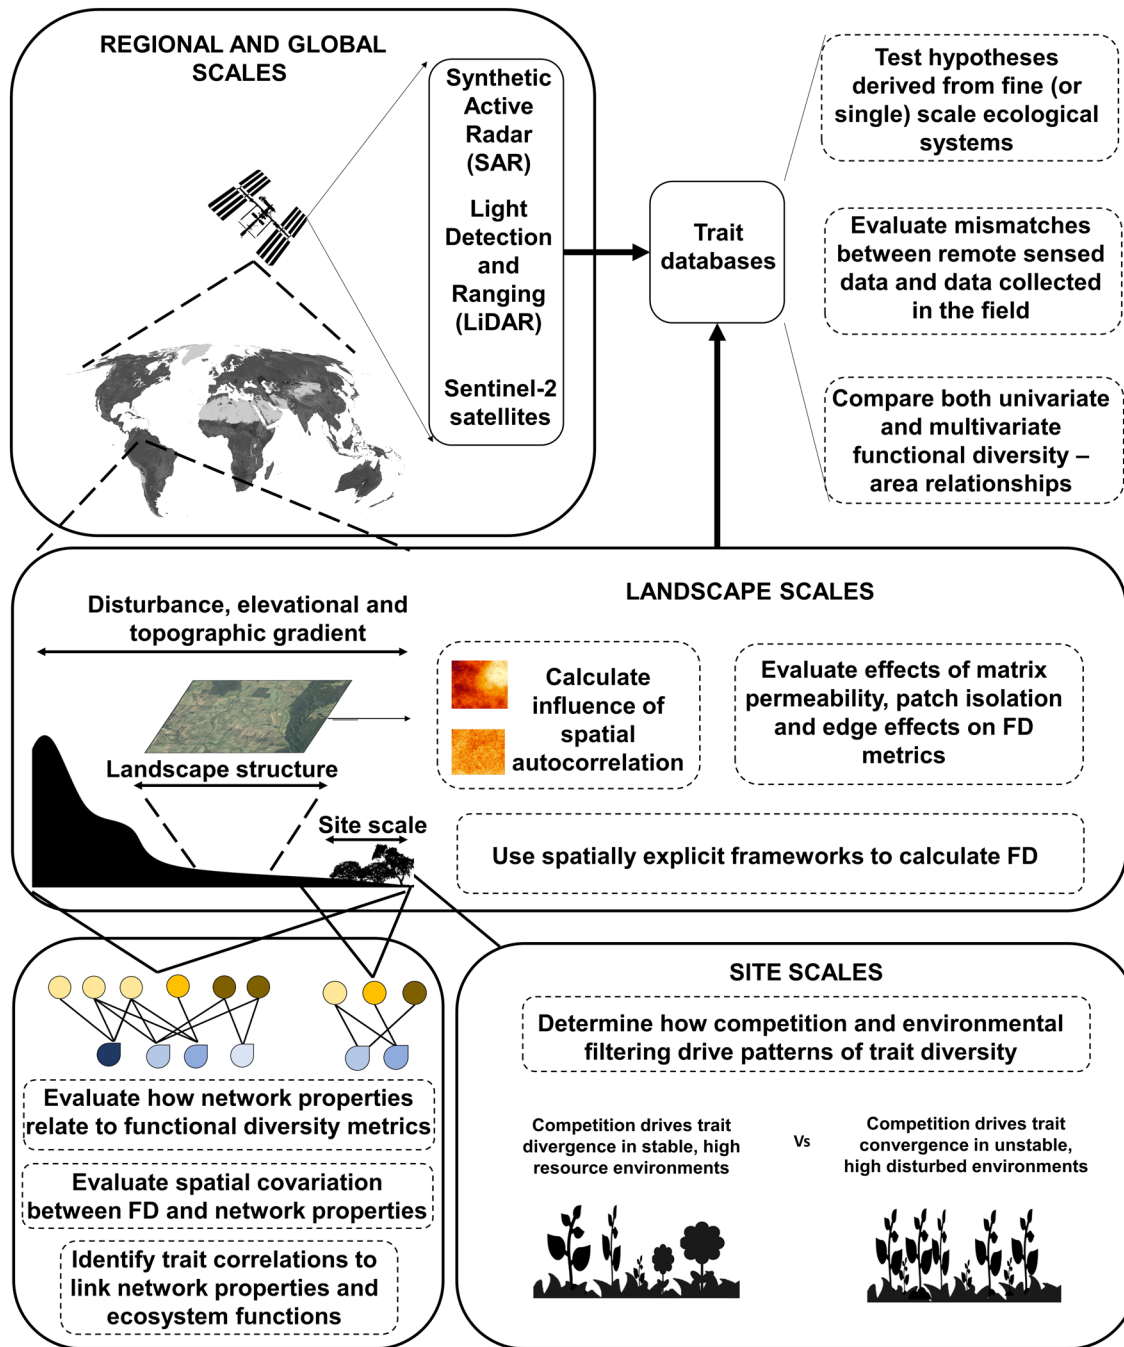 REGIONAL AND GLOBAL
SCALES
Synthetic
Active
Radar
(SAR)
Light
Detection
and
Ranging
(LiDAR)
Sentinel-2
satellites
Trait
databases
Test hypotheses
derived from fine (or
single) scale ecological
systems
Evaluate mismatches
between remote sensed
data and data collected
in the field
Compare both univariate
and multivariate
functional diversity –
area relationships
LANDSCAPE SCALES
Disturbance, elevational and
topographic gradient
Landscape structure
Site scale
Calculate
influence of
spatial
autocorrelation
Evaluate effects of matrix
permeability, patch isolation
and edge effects on FD
metrics
Use spatially explicit frameworks to calculate FD
Evaluate how network properties
relate to functional diversity metrics
Evaluate spatial covariation
between FD and network properties
Identify trait correlations to
link network properties and
ecosystem functions
SITE SCALES
Determine how competition and environmental
filtering drive patterns of trait diversity
Competition drives trait
divergence in stable, high
resource environments
Vs
Competition drives trait
convergence in unstable,
high disturbed environments